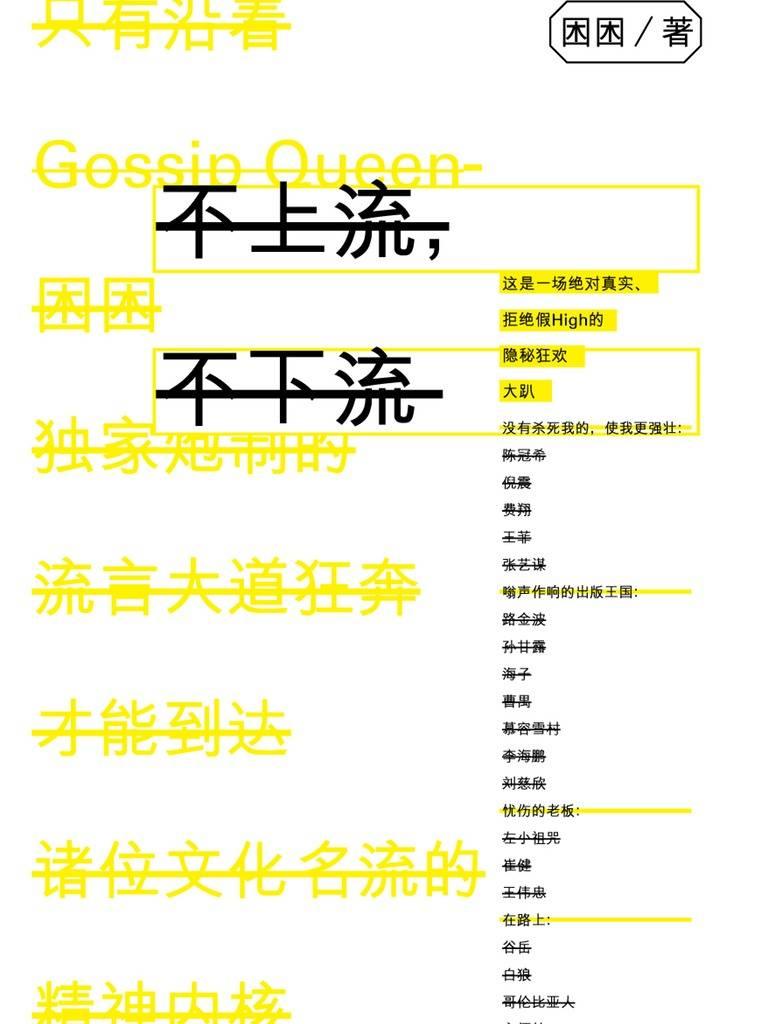 只有沿着
困困／著
Gossip Queen-
不上流，
困困
这是一场绝对真实、
拒绝假High的
隐秘狂欢
大趴
不下流
独家炮制的
流言大道狂奔
才能到达
诸位文化名流的
精神内核
没有杀死我的，使我更强壮：
陈冠希
倪震
费翔
王菲
张艺谋
嗡声作响的出版王国：
路金波
孙甘露
海子
曹禺
慕容雪村
李海鹏
刘慈欣
忧伤的老板：
左小祖咒
崔健
王伟忠
在路上：
谷岳
白狼
哥伦比亚人